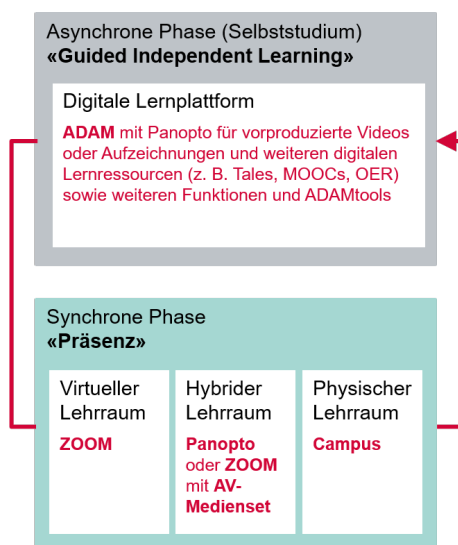 Asynchrone Phase (Selbststudium)
«Guided Independent Learning»
Digitale Lernplattform
ADAM mit Panopto für vorproduzierte Videos
oder Aufzeichnungen und weiteren digitalen
Lernressourcen (z. B. Tales, MOOCs, OER)
sowie weiteren Funktionen und ADAMtools
Synchrone Phase
«Präsenz»
Virtueller
Lehrraum
ZOOM
Hybrider
Lehrraum
Panopto
oder ZOOM
mit AV-
Medienset
Physischer
Lehrraum
Campus